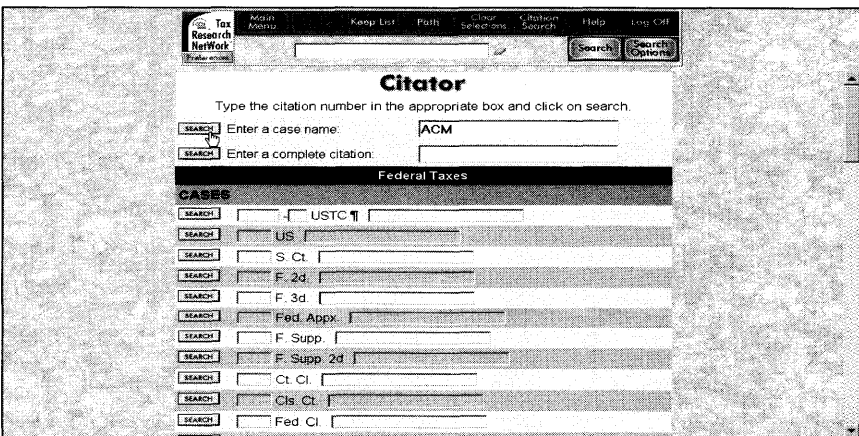 Tax
Research
NetWork
Preferences
Main Menu
Keep List
Path
Clear Selections
Citation Search
Help
Log Off
Search
Search Options
Citator
Type the citation number in the appropriate box and click on search.
SEARCH Enter a case name: ACM
SEARCH Enter a complete citation:
Federal Taxes
CASES
SEARCH - USTC ¶
SEARCH US
SEARCH S. Ct.
SEARCH F. 2d.
SEARCH F. 3d.
SEARCH Fed. Appx.
SEARCH F. Supp.
SEARCH F. Supp. 2d
SEARCH Ct. Cl.
SEARCH Cls. Ct.
SEARCH Fed. Cl.